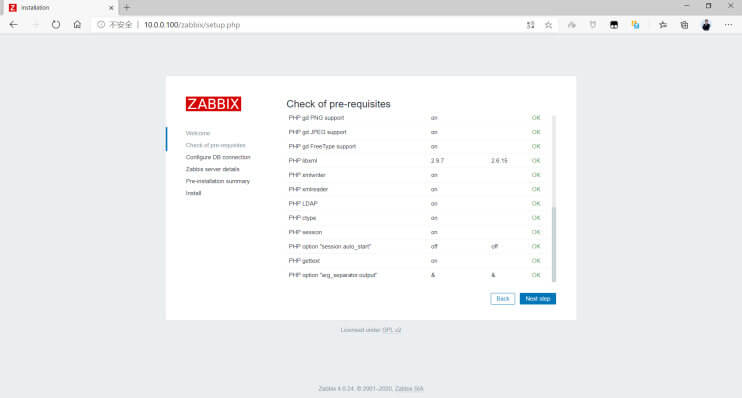 Installation
不安全 | 10.0.0.100/zabbix/setup.php
ZABBIX
Welcome
Check of pre-requisites
Configure DB connection
Zabbix server details
Pre-installation summary
Install
Check of pre-requisites
PHP gd PNG support on OK
PHP gd JPEG support on OK
PHP gd FreeType support on OK
PHP libxml 2.9.7 2.6.15 OK
PHP xmlwriter on OK
PHP xmlreader on OK
PHP LDAP on OK
PHP ctype on OK
PHP session on OK
PHP option "session.auto_start" off off OK
PHP gettext on OK
PHP option "arg_separator.output" & & OK
Back Next step
Licensed under GPL v2
Zabbix 4.0.24. © 2001–2020, Zabbix SIA